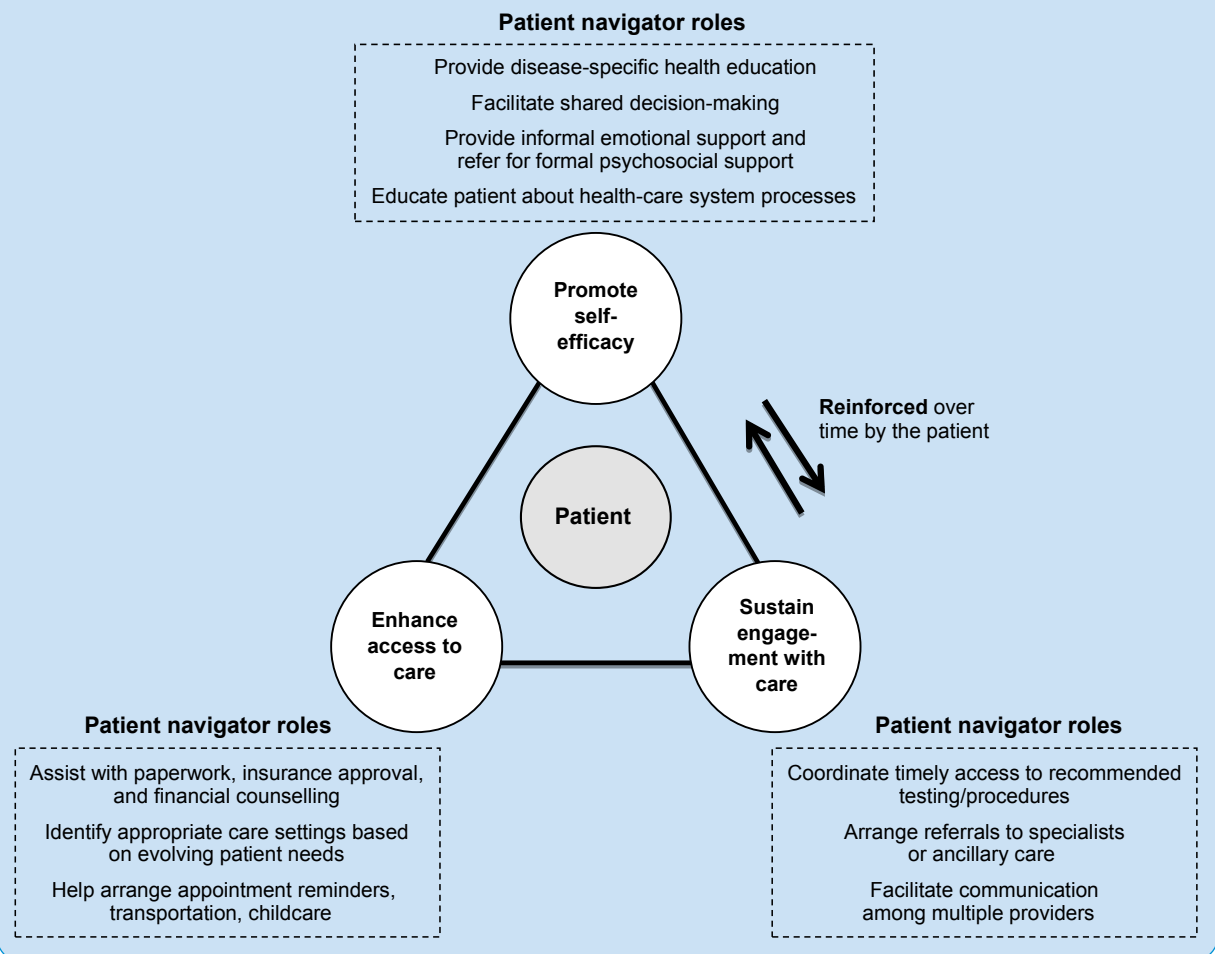 Patient navigator roles
Provide disease-specific health education
Facilitate shared decision-making
Provide informal emotional support and
refer for formal psychosocial support
Educate patient about health-care system processes
Promote
self-
efficacy
Reinforced over
time by the patient
Patient
Enhance
access to
care
Sustain
engage-
ment with
care
Patient navigator roles
Assist with paperwork, insurance approval,
and financial counselling
Identify appropriate care settings based
on evolving patient needs
Help arrange appointment reminders,
transportation, childcare
Patient navigator roles
Coordinate timely access to recommended
testing/procedures
Arrange referrals to specialists
or ancillary care
Facilitate communication
among multiple providers